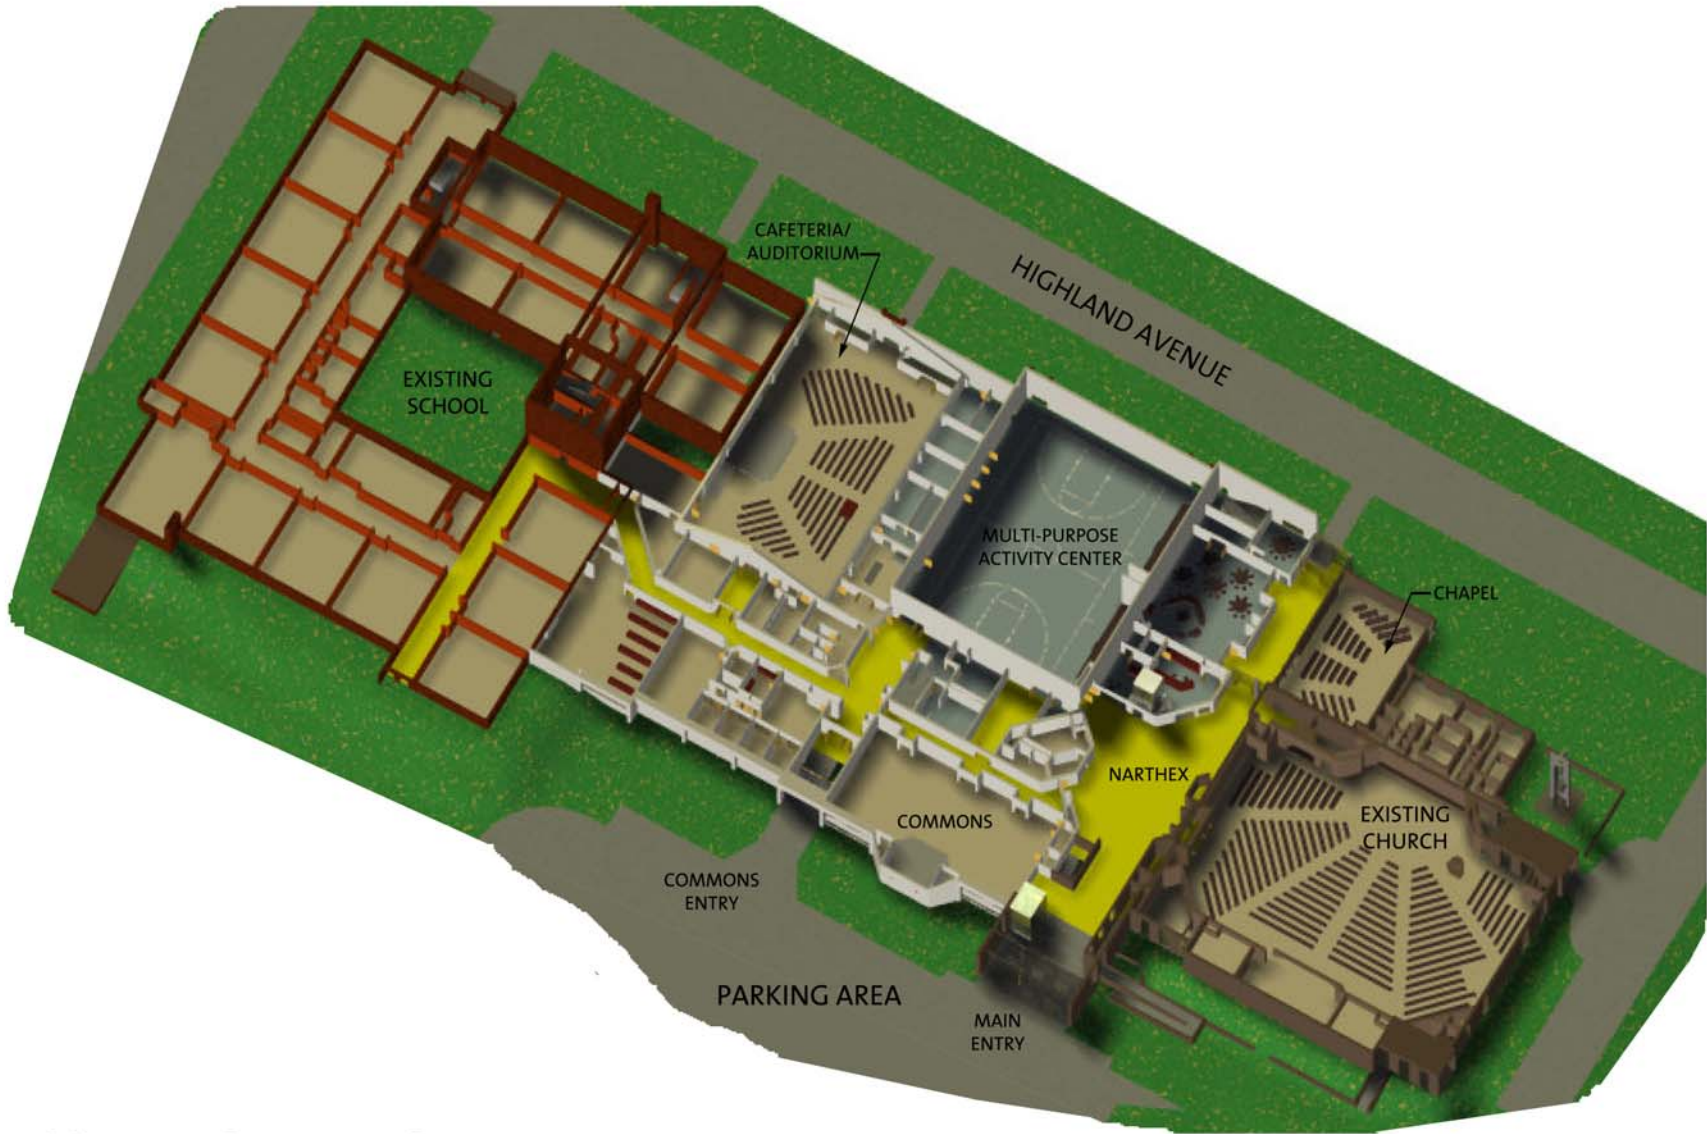 CAFETERIA/
AUDITORIUM
HIGHLAND AVENUE
EXISTING
SCHOOL
MULTI-PURPOSE
ACTIVITY CENTER
CHAPEL
NARTHEX
EXISTING
CHURCH
COMMONS
COMMONS
ENTRY
PARKING AREA
MAIN
ENTRY